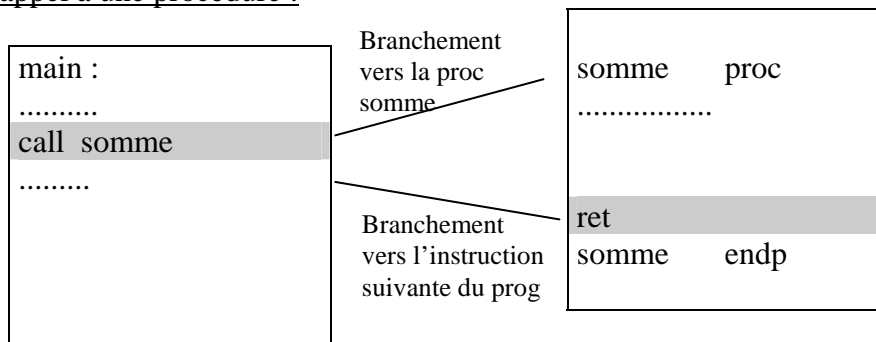 appel à une procédure :
main :
..........
call somme
.........
Branchement
vers la proc
somme
Branchement
vers l’instruction
suivante du prog
somme proc
.................
ret
somme endp